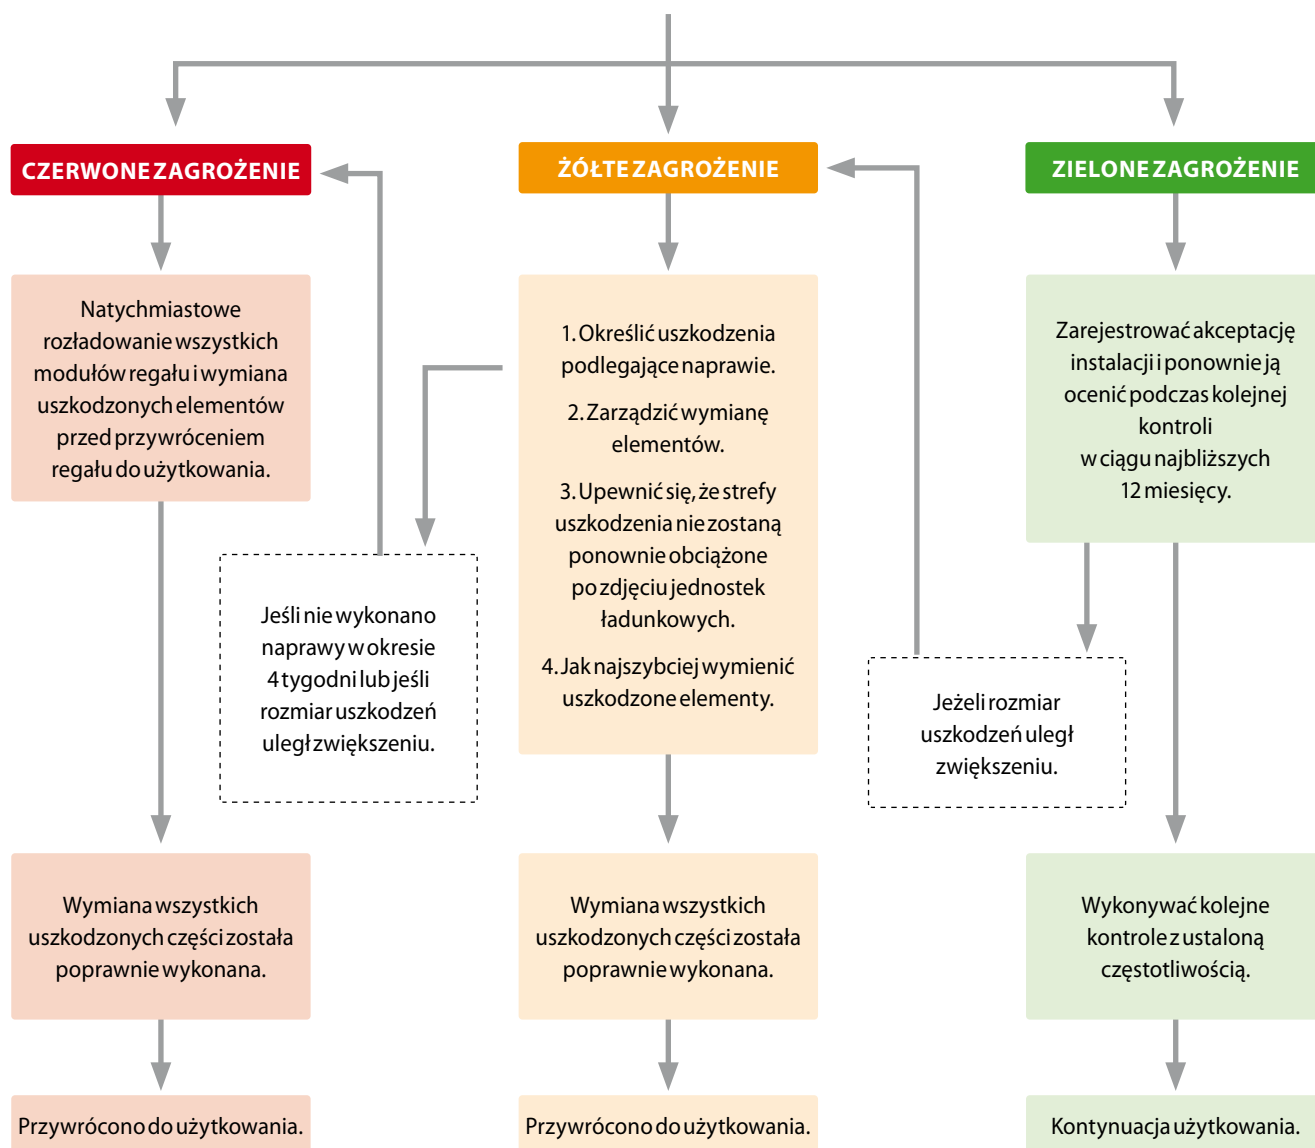 CZERWONE ZAGROŻENIE
ŻÓŁTE ZAGROŻENIE
ZIELONE ZAGROŻENIE
Natychmiastowe
rozładowanie wszystkich
modułów regału i wymiana
uszkodzonych elementów
przed przywróceniem
regału do użytkowania.
1. Określić uszkodzenia
podlegające naprawie.
2. Zarządzić wymianę
elementów.
3. Upewnić się, że strefy
uszkodzenia nie zostaną
ponownie obciążone
po zdjęciu jednostek
ładunkowych.
4. Jak najszybciej wymienić
uszkodzone elementy.
Zarejestrować akceptację
instalacji i ponownie ją
ocenić podczas kolejnej
kontroli
w ciągu najbliższych
12 miesięcy.
Jeśli nie wykonano
naprawy w okresie
4 tygodni lub jeśli
rozmiar uszkodzeń
uległ zwiększeniu.
Jeżeli rozmiar
uszkodzeń uległ
zwiększeniu.
Wymiana wszystkich
uszkodzonych części została
poprawnie wykonana.
Wymiana wszystkich
uszkodzonych części została
poprawnie wykonana.
Wykonywać kolejne
kontrole z ustaloną
częstotliwością.
Przywrócono do użytkowania.
Przywrócono do użytkowania.
Kontynuacja użytkowania.